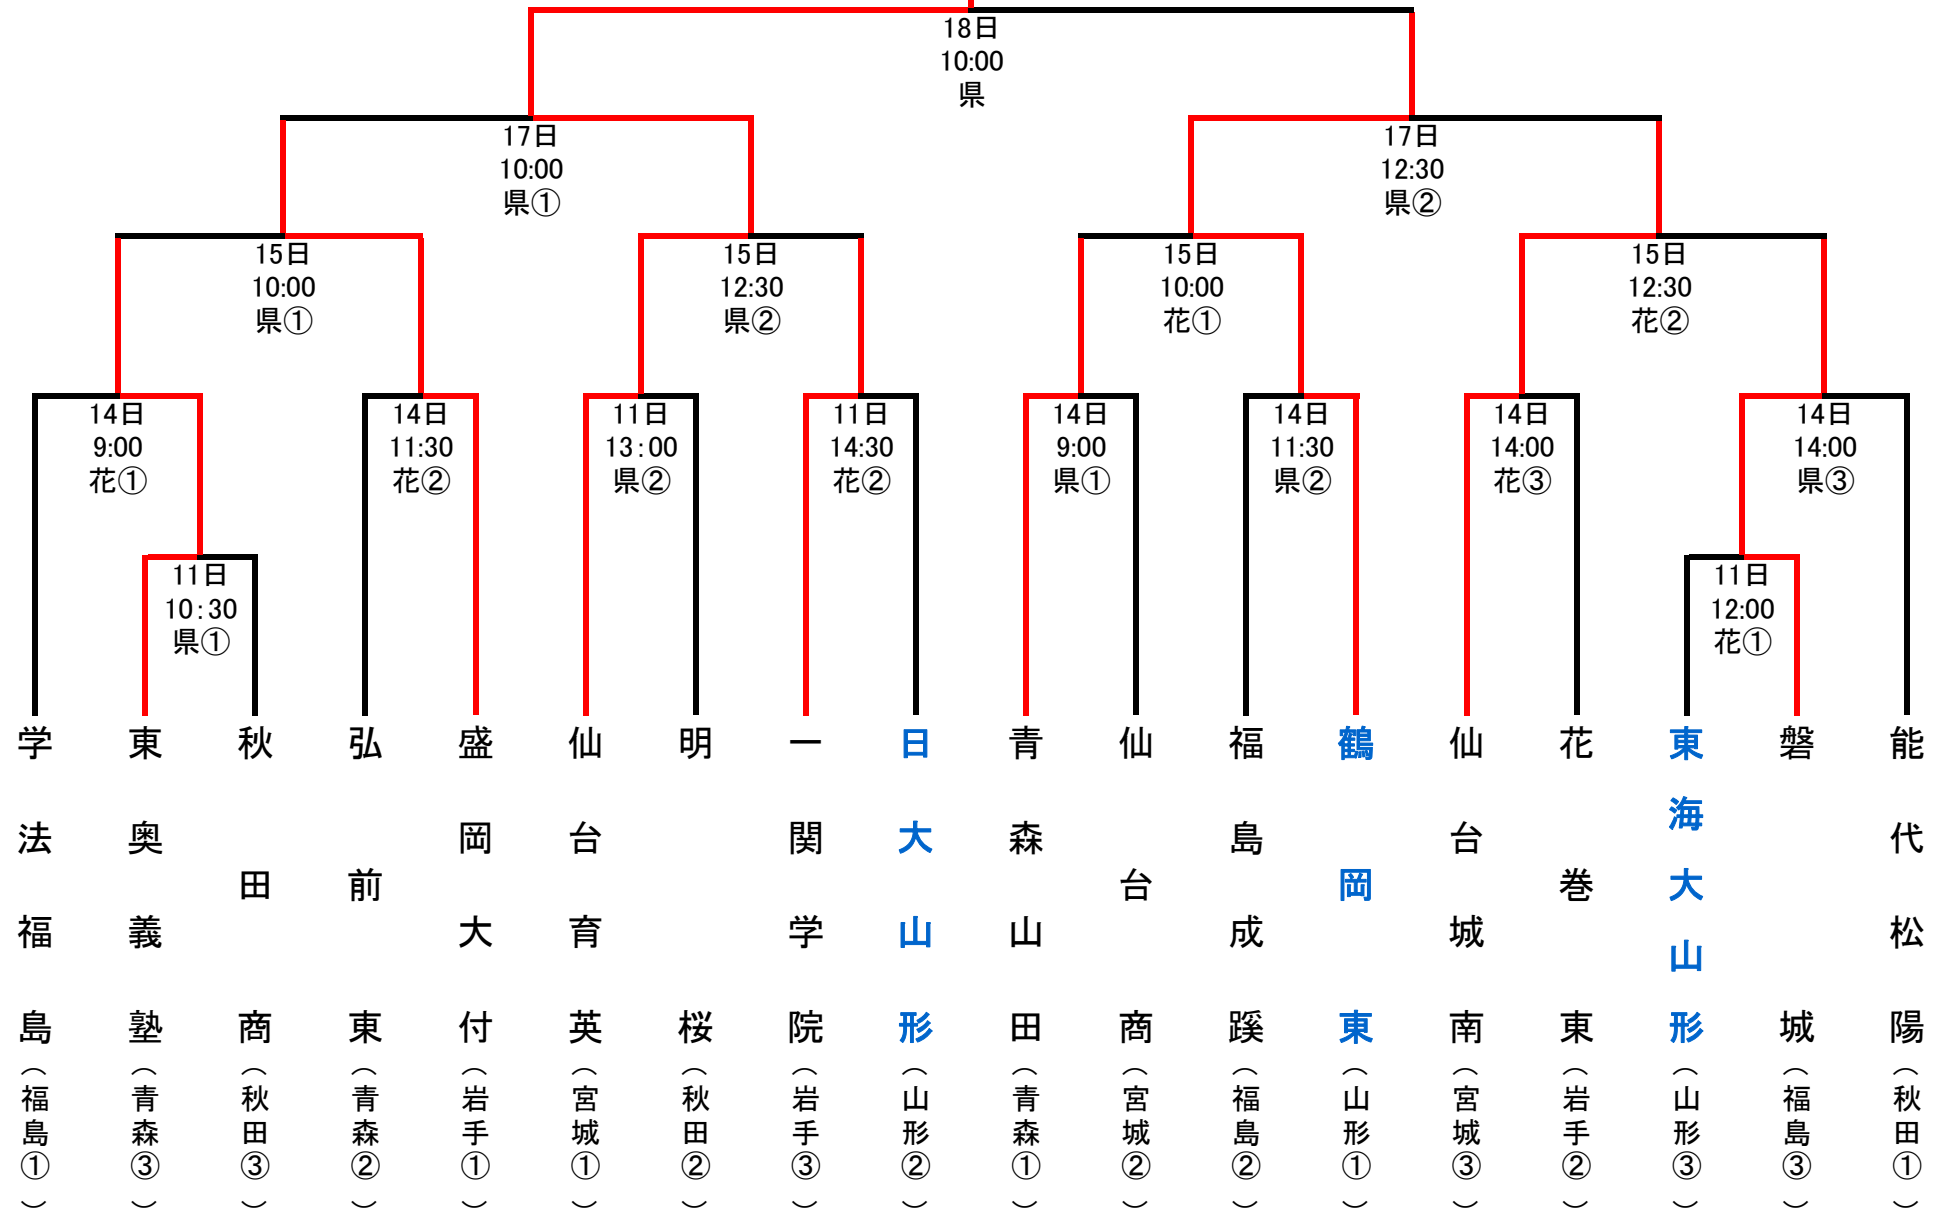 18日
10:00
県
17日
10:00
県①
17日
12:30
県②
15日
10:00
県①
15日
12:30
県②
15日
10:00
花①
15日
12:30
花②
14日
9:00
花①
14日
11:30
花②
11日
13:00
県②
11日
14:30
花②
14日
9:00
県①
14日
11:30
県②
14日
14:00
花③
14日
14:00
県③
11日
10:30
県①
11日
12:00
花①
学法福島(福島①)
東奥義塾(青森③)
秋田商(秋田③)
弘前東(青森②)
盛岡大付(岩手①)
仙台育英(宮城①)
明桜(秋田②)
一関学院(岩手③)
日大山形(山形②)
青森山田(青森①)
仙台商(宮城②)
福島成蹊(福島②)
鶴岡東(山形①)
仙台城南(宮城③)
花巻東(岩手②)
東海大山形(山形③)
磐城(福島③)
能代松陽(秋田①)